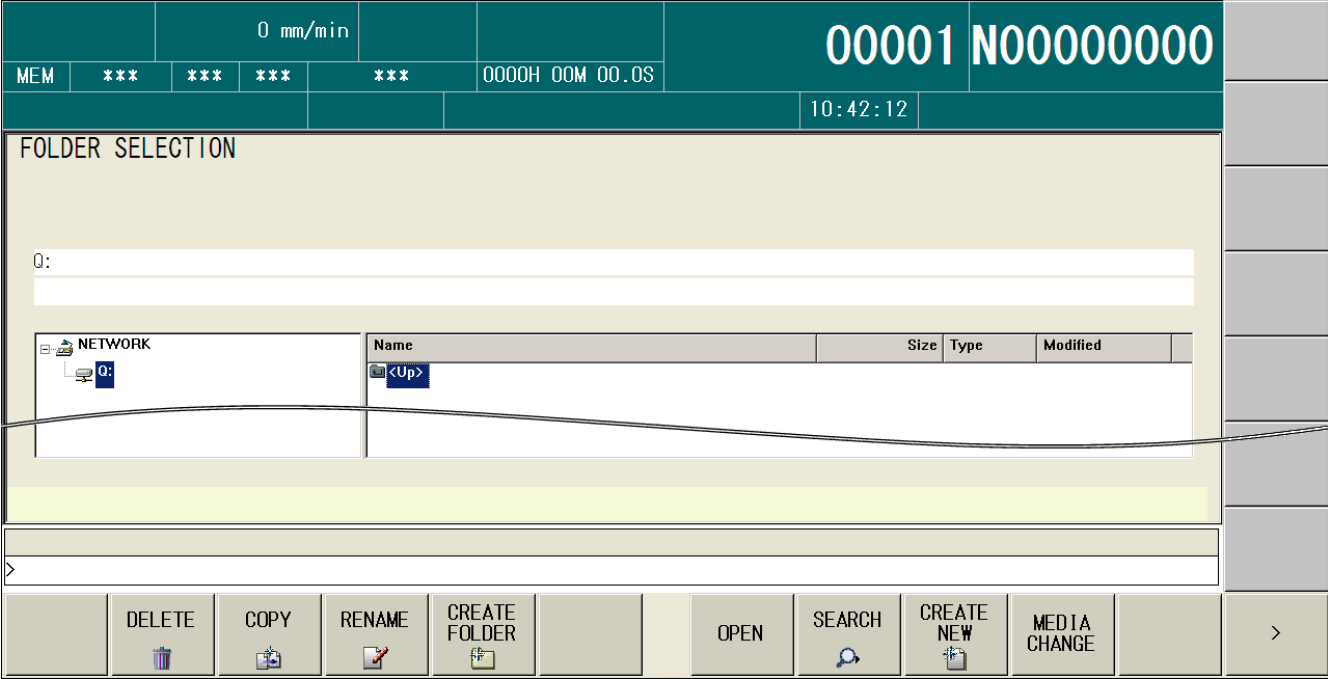 0 mm/min
00001 N00000000
MEM *** *** *** *** 0000H 00M 00.0S
10:42:12
FOLDER SELECTION
Q:
NETWORK
Q:
Name Size Type Modified
<Up>
>
DELETE
COPY
RENAME
CREATE
FOLDER
OPEN
SEARCH
CREATE
NEW
MEDIA
CHANGE
>